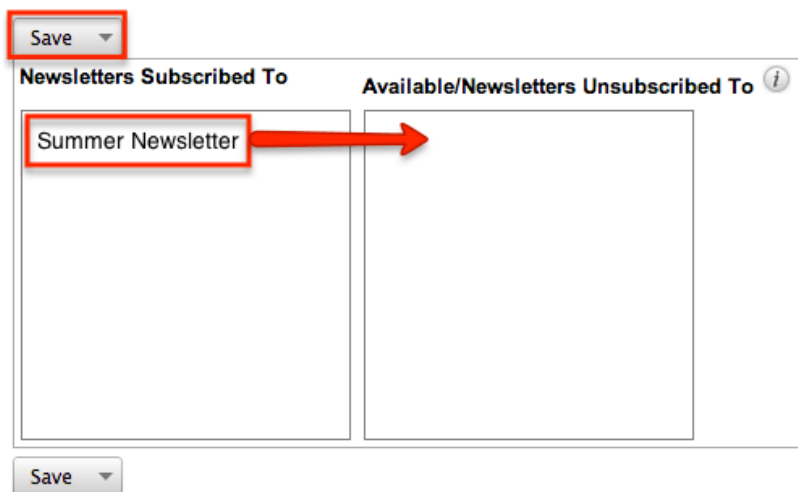 Save
Newsletters Subscribed To
Available/Newsletters Unsubscribed To i
Summer Newsletter
Save